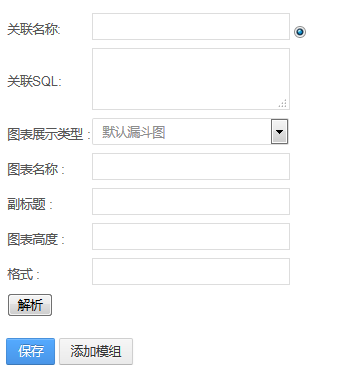 关联名称:
关联SQL:
图表展示类型 : 默认漏斗图
图表名称 :
副标题 :
图表高度 :
格式 :
解析
保存 添加模组